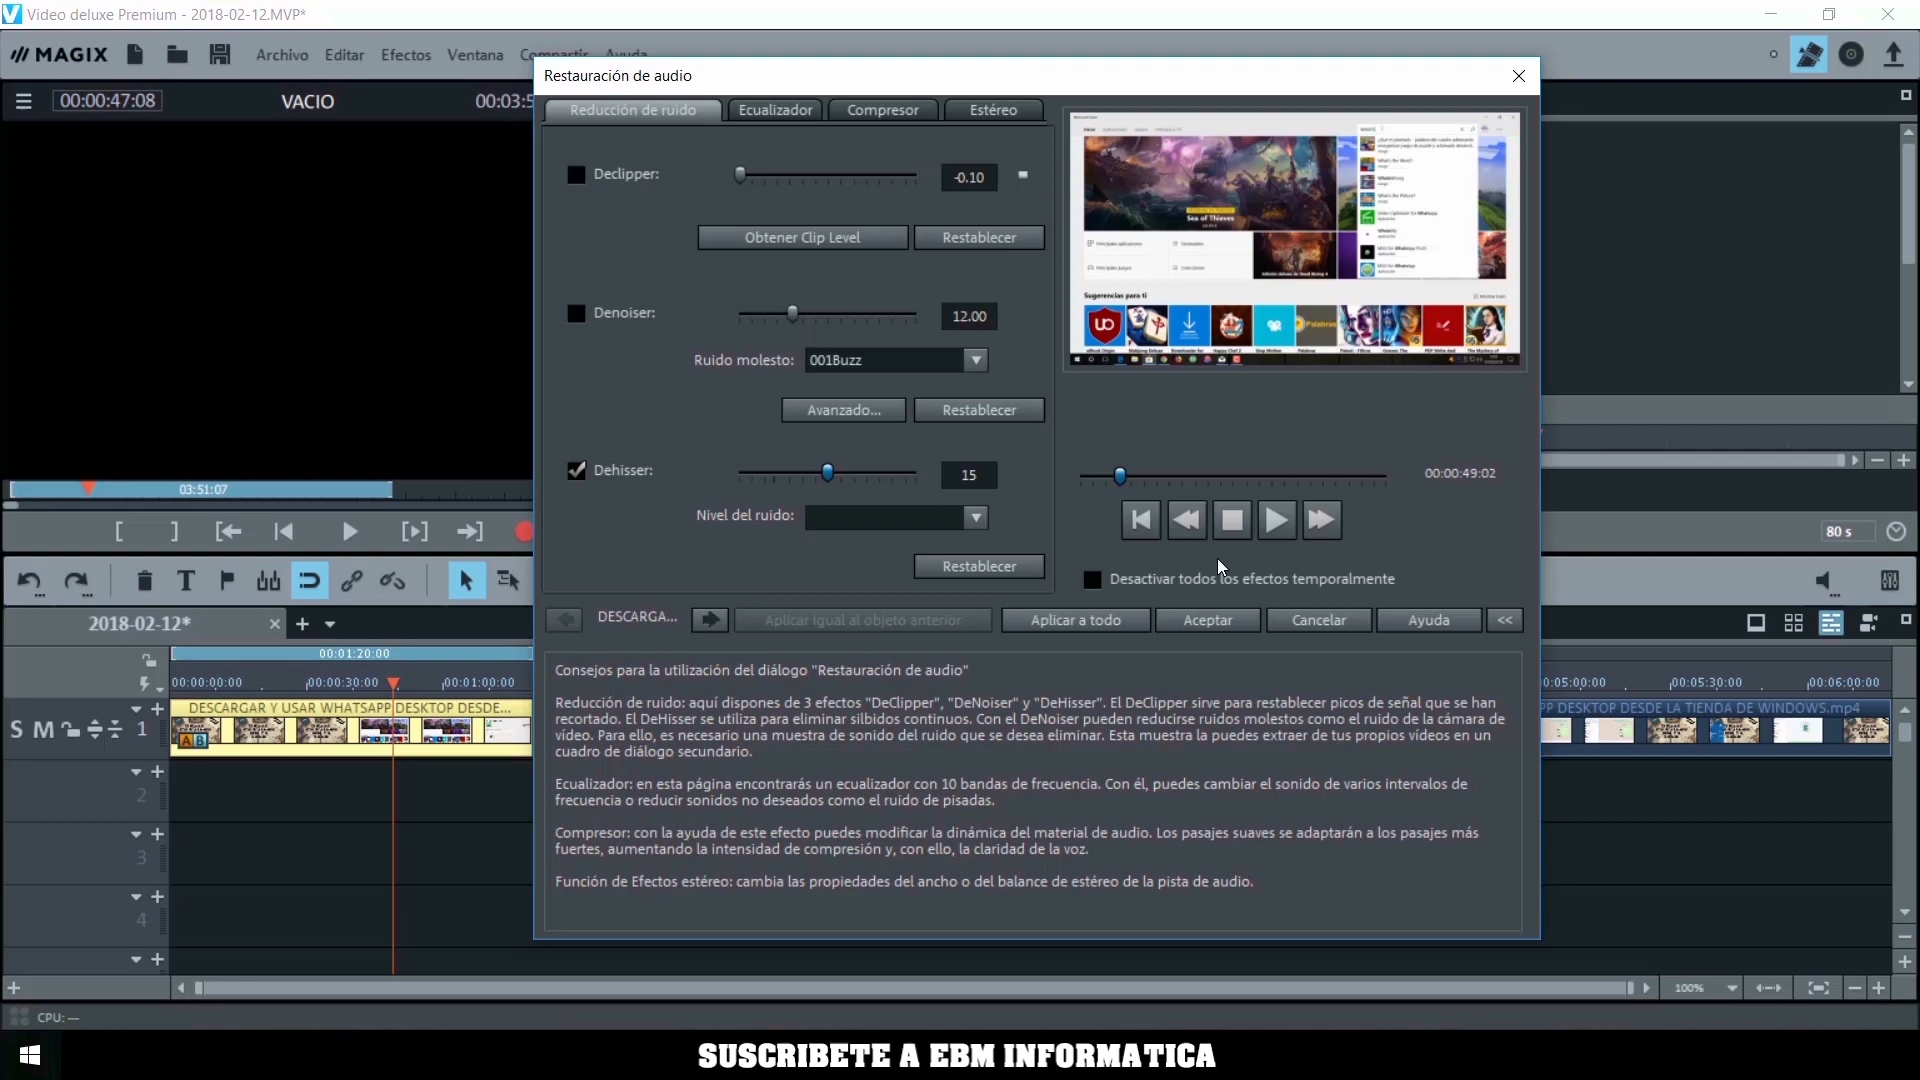 Video deluxe Premium - 2018-02-12.MVP*
MAGIX
Archivo Editar Efectos Ventana Compartir Ayuda
Restauración de audio
00:00:47:08
VACIO
00:03:5
Reducción de ruido
Ecualizador
Compresor
Estéreo
Declipper:
-0.10
Obtener Clip Level
Restablecer
Denoiser:
12.00
Ruido molesto:
001Buzz
Avanzado...
Restablecer
Dehisser:
15
Nivel del ruido:
Restablecer
Sea of Thieves
Sugerencias para ti
00:00:49:02
Desactivar todos los efectos temporalmente
03:51:07
80 s
DESCARGA...
Aplicar igual al objeto anterior
Aplicar a todo
Aceptar
Cancelar
Ayuda
<<
Consejos para la utilización del diálogo "Restauración de audio"
Reducción de ruido: aquí dispones de 3 efectos "DeClipper", "DeNoiser" y "DeHisser". El DeClipper sirve para restablecer picos de señal que se han
recortado. El DeHisser se utiliza para eliminar silbidos continuos. Con el DeNoiser pueden reducirse ruidos molestos como el ruido de la cámara de
vídeo. Para ello, es necesario una muestra de sonido del ruido que se desea eliminar. Esta muestra la puedes extraer de tus propios vídeos en un
cuadro de diálogo secundario.
Ecualizador: en esta página encontrarás un ecualizador con 10 bandas de frecuencia. Con él, puedes cambiar el sonido de varios intervalos de
frecuencia o reducir sonidos no deseados como el ruido de pisadas.
Compresor: con la ayuda de este efecto puedes modificar la dinámica del material de audio. Los pasajes suaves se adaptarán a los pasajes más
fuertes, aumentando la intensidad de compresión y, con ello, la claridad de la voz.
Función de Efectos estéreo: cambia las propiedades del ancho o del balance de estéreo de la pista de audio.
2018-02-12*
00:01:20:00
00:00:00:00
00:00:30:00
00:01:00:00
0:05:00:00
00:05:30:00
00:06:00:00
DESCARGAR Y USAR WHATSAPP DESKTOP DESDE...
PP DESKTOP DESDE LA TIENDA DE WINDOWS.mp4
S M 1
A B
2
3
4
100%
CPU: —
SUSCRIBETE A EBM INFORMATICA